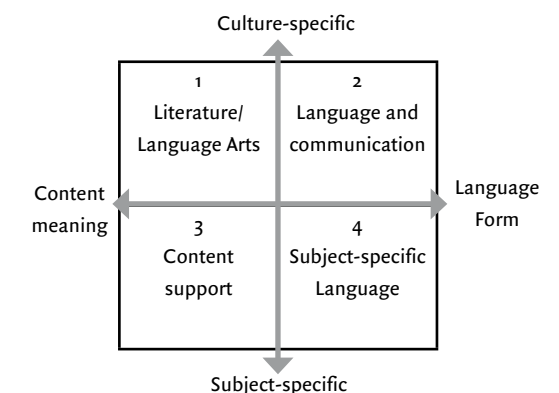 Culture-specific
1
Literature/
Language Arts
2
Language and
communication
Content
meaning
Language
Form
3
Content
support
4
Subject-specific
Language
Subject-specific